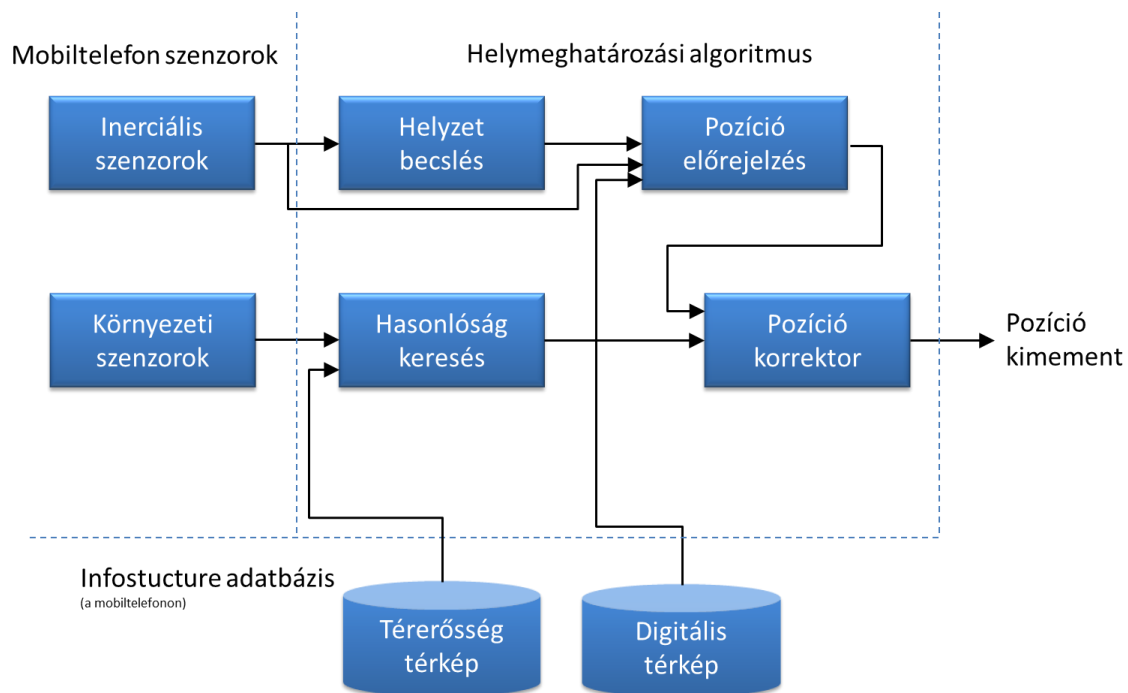 Mobiltelefon szenzorok
Helymeghatározási algoritmus
Inerciális
szenzorok
Helyzet
becslés
Pozíció
előrejelzés
Környezeti
szenzorok
Hasonlóság
keresés
Pozíció
korrektor
Pozíció
kimement
Infostucture adatbázis
(a mobiltelefonon)
Térerősség
térkép
Digitális
térkép